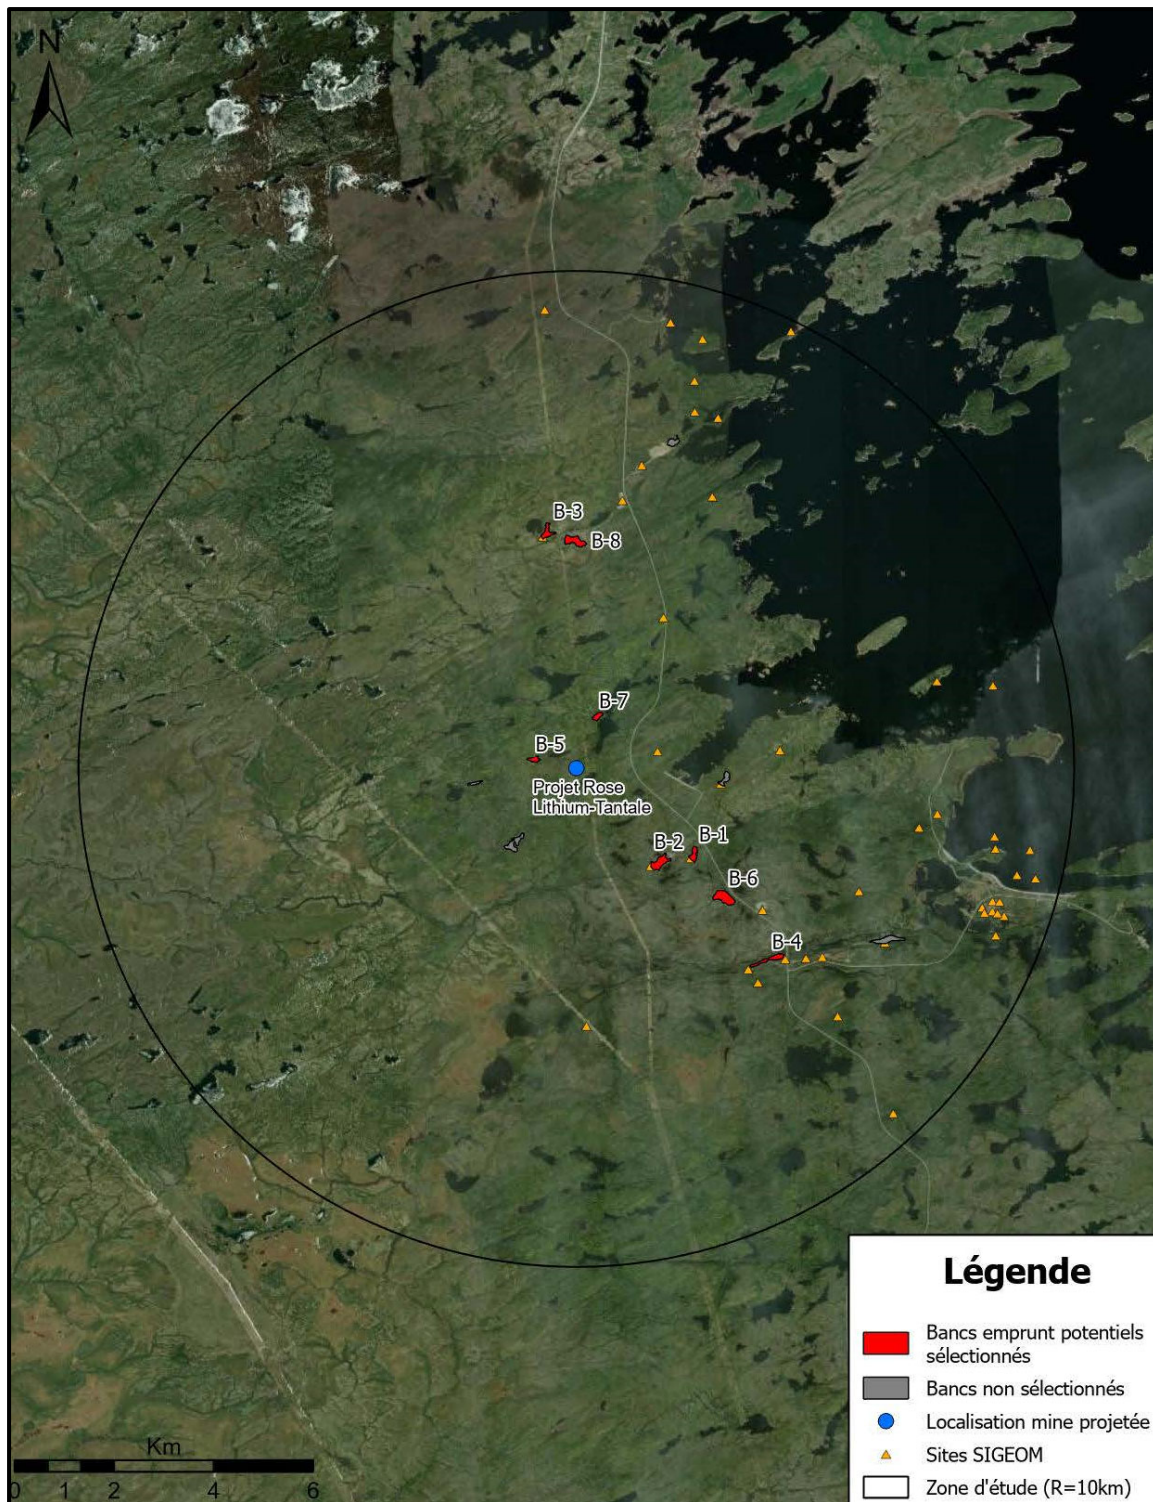 N
B-3
B-8
B-7
B-5
Projet Rose
Lithium-Tantale
B-2
B-1
B-6
B-4
Légende
Bancs emprunt potentiels
sélectionnés
Bancs non sélectionnés
Localisation mine projetée
Sites SIGEOM
Zone d'étude (R=10km)
Km
0 1 2 4 6